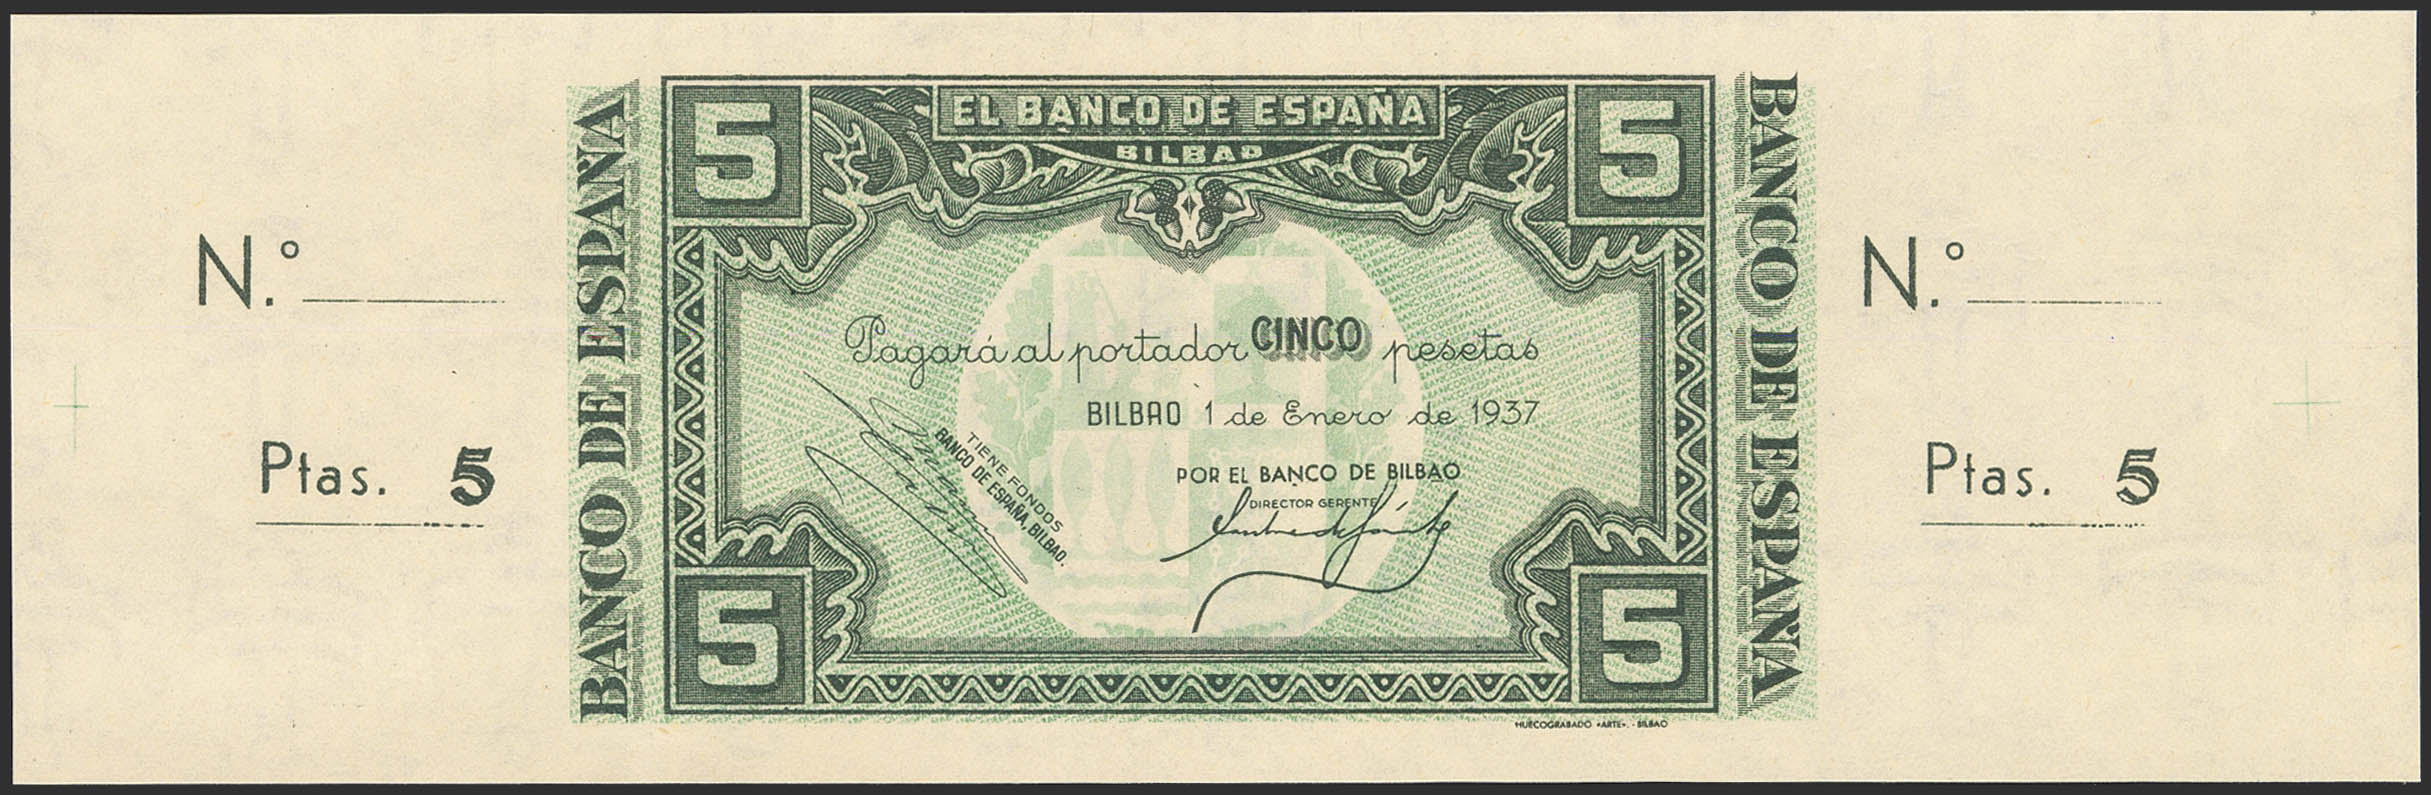 N.º
Ptas. 5
BANCO DE ESPAÑA
5
EL BANCO DE ESPAÑA
5
BILBAO
Pagará al portador CINCO pesetas
BILBAO 1 de Enero de 1937
TIENE FONDOS
BANCO DE ESPAÑA, BILBAO.
POR EL BANCO DE BILBAO
DIRECTOR GERENTE
5
5
HUECOGRABADO «ARTE». - BILBAO
BANCO DE ESPAÑA
N.º
Ptas. 5